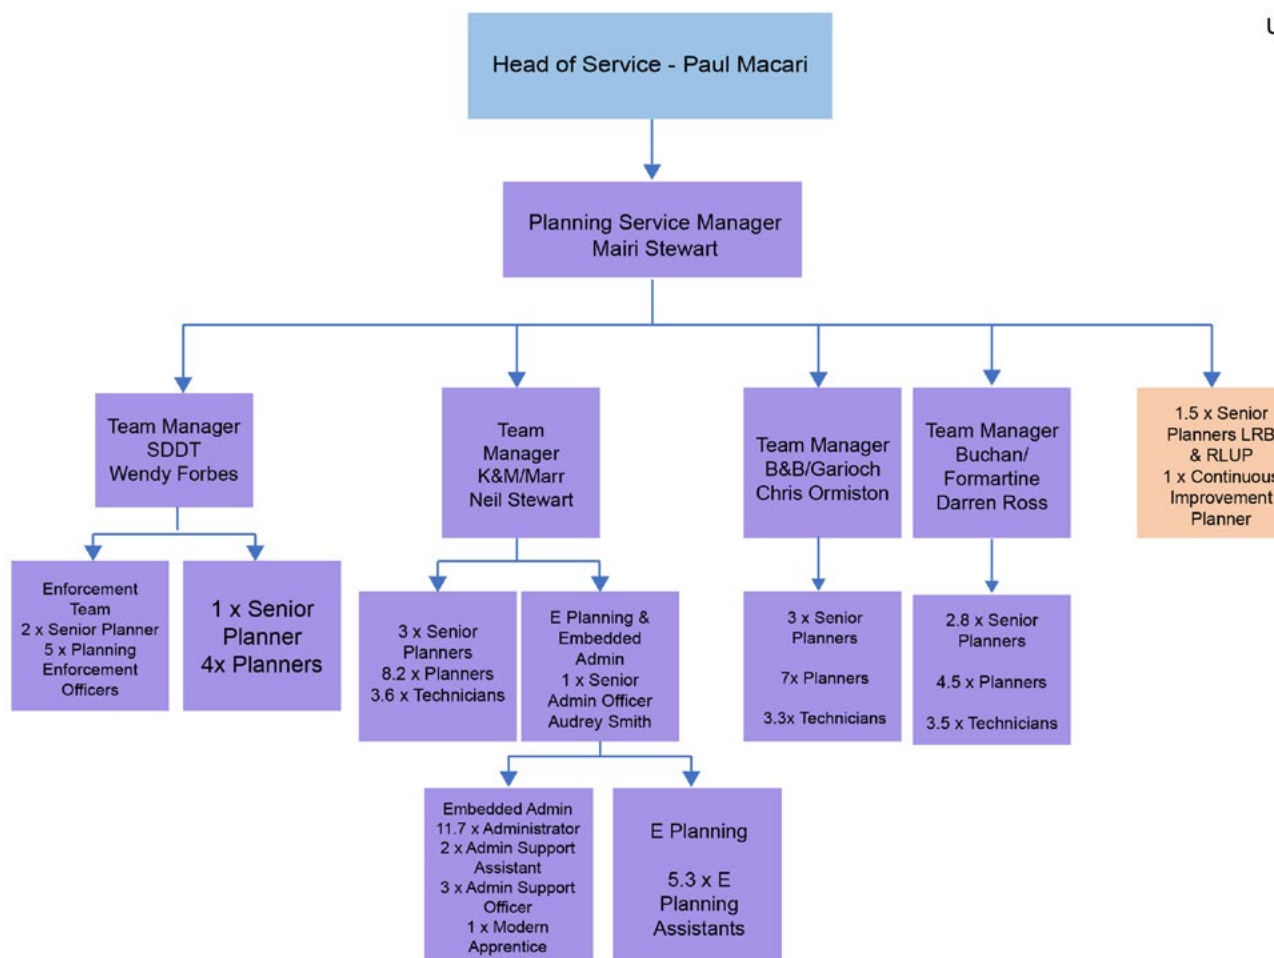 U
Head of Service - Paul Macari
Planning Service Manager
Mairi Stewart
Team Manager
SDDT
Wendy Forbes
Team
Manager
K&M/Marr
Neil Stewart
Team Manager
B&B/Garioch
Chris Ormiston
Team Manager
Buchan/
Formartine
Darren Ross
1.5 x Senior
Planners LRB
& RLUP
1 x Continuous
Improvement
Planner
Enforcement
Team
2 x Senior Planner
5 x Planning
Enforcement
Officers
1 x Senior
Planner
4x Planners
3 x Senior
Planners
8.2 x Planners
3.6 x Technicians
E Planning &
Embedded
Admin
1 x Senior
Admin Officer
Audrey Smith
3 x Senior
Planners
7x Planners
3.3x Technicians
2.8 x Senior
Planners
4.5 x Planners
3.5 x Technicians
Embedded Admin
11.7 x Administrator
2 x Admin Support
Assistant
3 x Admin Support
Officer
1 x Modern
Apprentice
E Planning
5.3 x E
Planning
Assistants